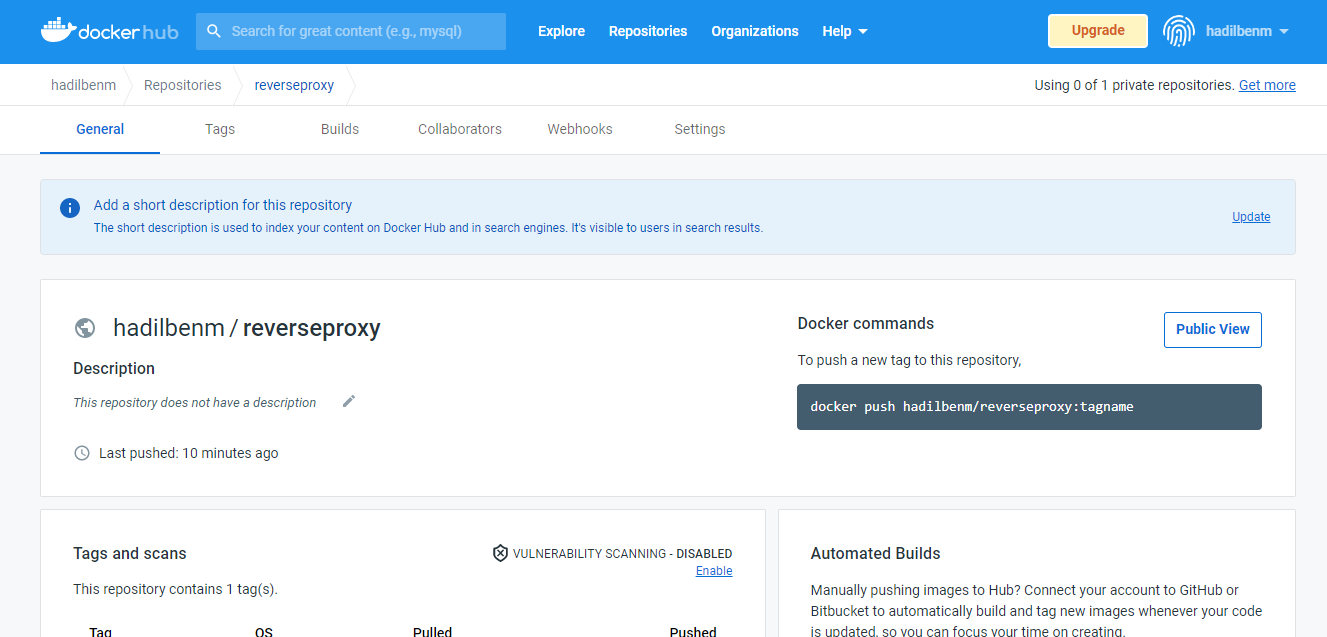 docker hub
Search for great content (e.g., mysql)
Explore
Repositories
Organizations
Help
Upgrade
hadilbenm
hadilbenm
Repositories
reverseproxy
Using 0 of 1 private repositories. Get more
General
Tags
Builds
Collaborators
Webhooks
Settings
Add a short description for this repository
The short description is used to index your content on Docker Hub and in search engines. It's visible to users in search results.
Update
hadilbenm / reverseproxy
Description
This repository does not have a description
Last pushed: 10 minutes ago
Docker commands
Public View
To push a new tag to this repository,
docker push hadilbenm/reverseproxy:tagname
Tags and scans
VULNERABILITY SCANNING - DISABLED
Enable
This repository contains 1 tag(s).
Tag
OS
Pulled
Pushed
Automated Builds
Manually pushing images to Hub? Connect your account to GitHub or
Bitbucket to automatically build and tag new images whenever your code
is updated, so you can focus your time on creating.